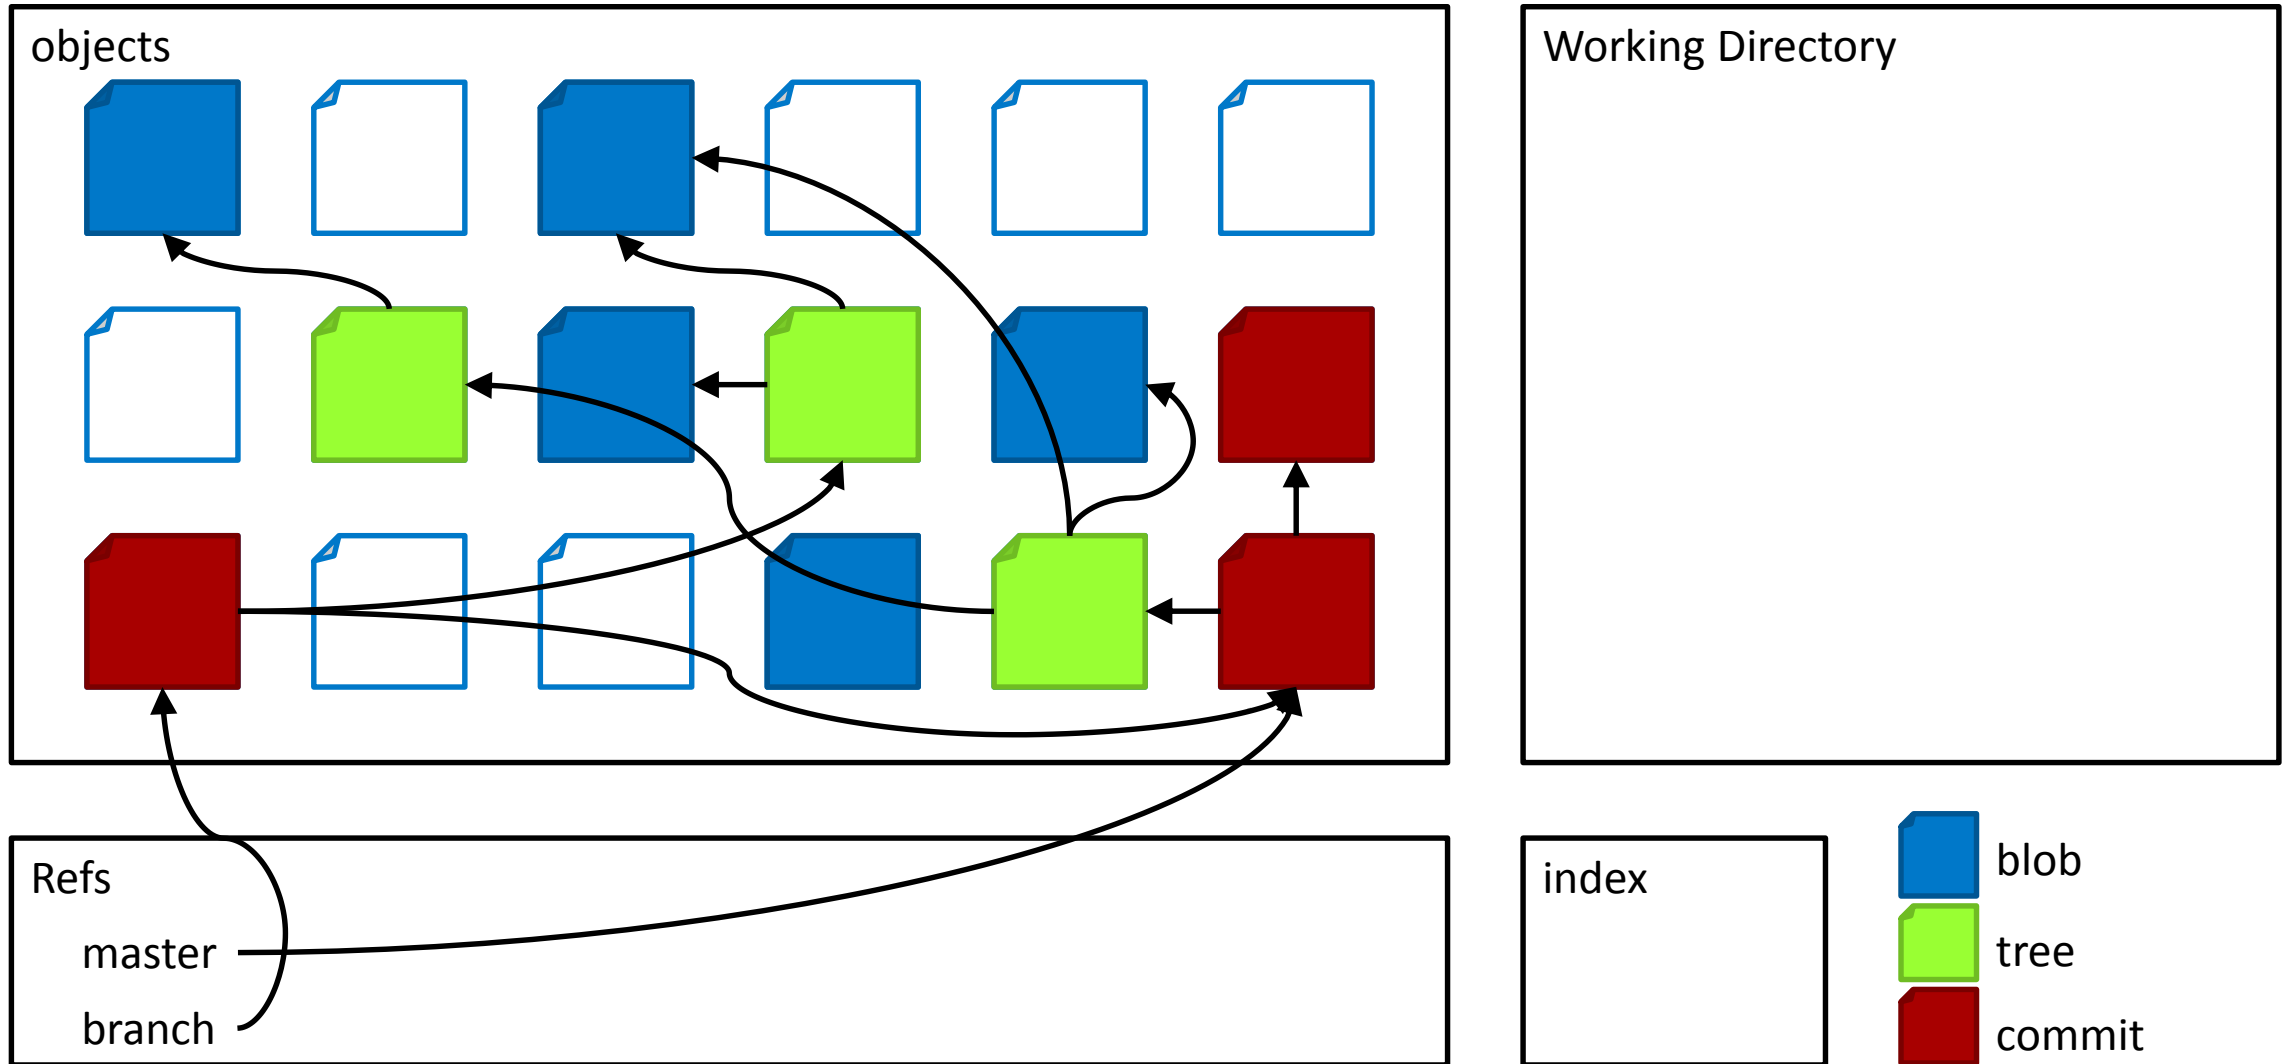 objects
Working Directory
Refs
master
branch
index
blob
tree
commit